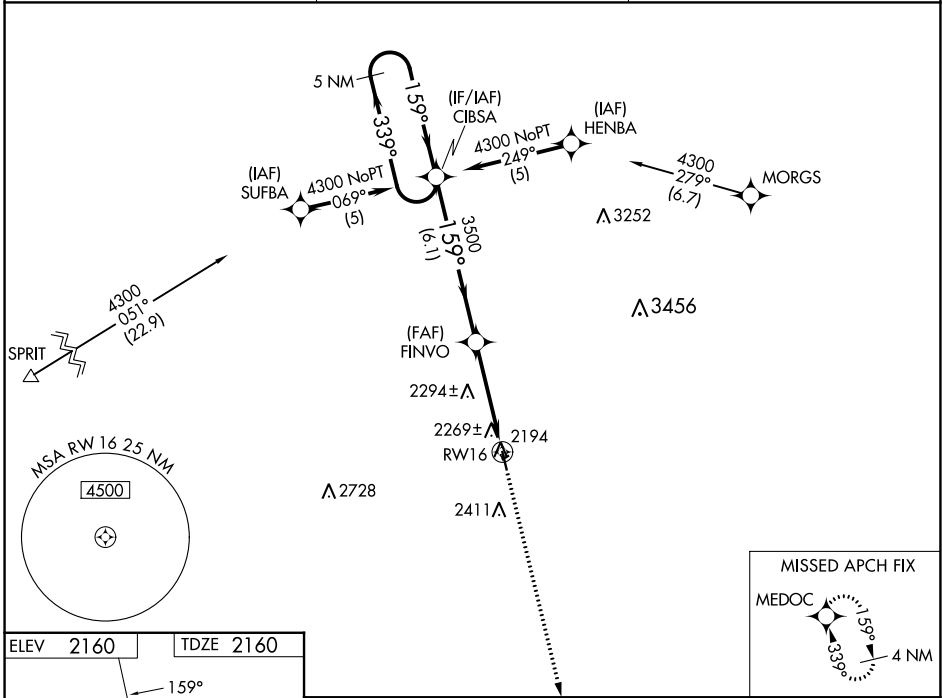 5 NM
159°
339°
(IF/IAF)
CIBSA
(IAF)
HENBA
4300 NoPT
249°
(5)
(IAF)
SUFBA
4300 NoPT
069°
(5)
4300
279°
(6.7)
MORGS
3252
3500
159°
(6.1)
3456
4300
051°
(22.9)
SPRIT
(FAF)
FINVO
2294±
2269±
2194
RW16
2728
2411
MSA RW 16 25 NM
4500
MISSED APCH FIX
MEDOC
159°
339°
4 NM
ELEV 2160
TDZE 2160
159°